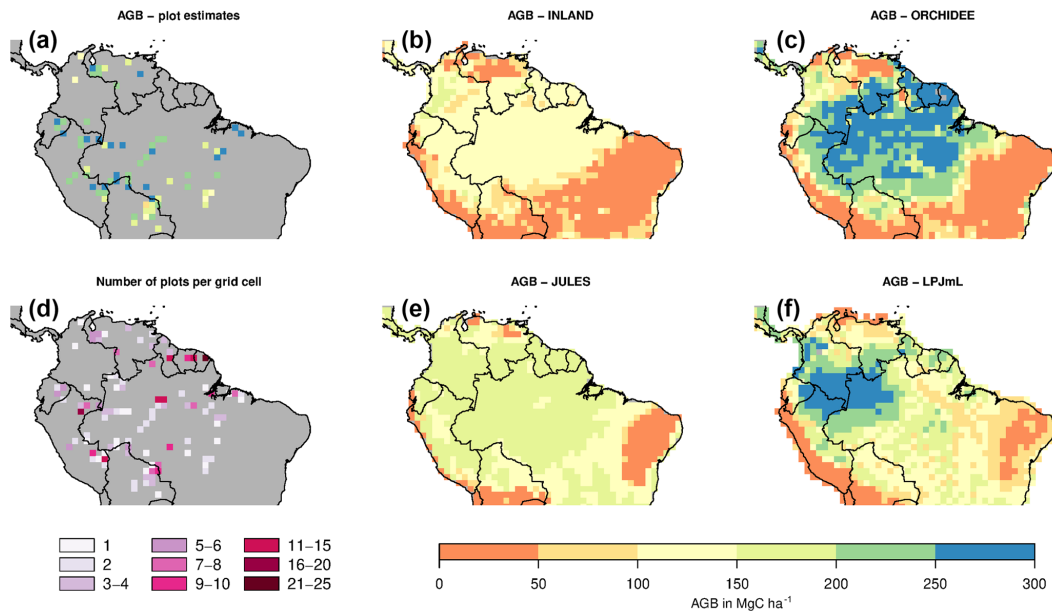 AGB − plot estimates
AGB − INLAND
AGB − ORCHIDEE
(a)
(b)
(c)
Number of plots per grid cell
AGB − JULES
AGB − LPJmL
(d)
(e)
(f)
1
5−6
11−15
2
7−8
16−20
3−4
9−10
21−25
0
50
100
150
200
250
300
AGB in MgC ha⁻¹